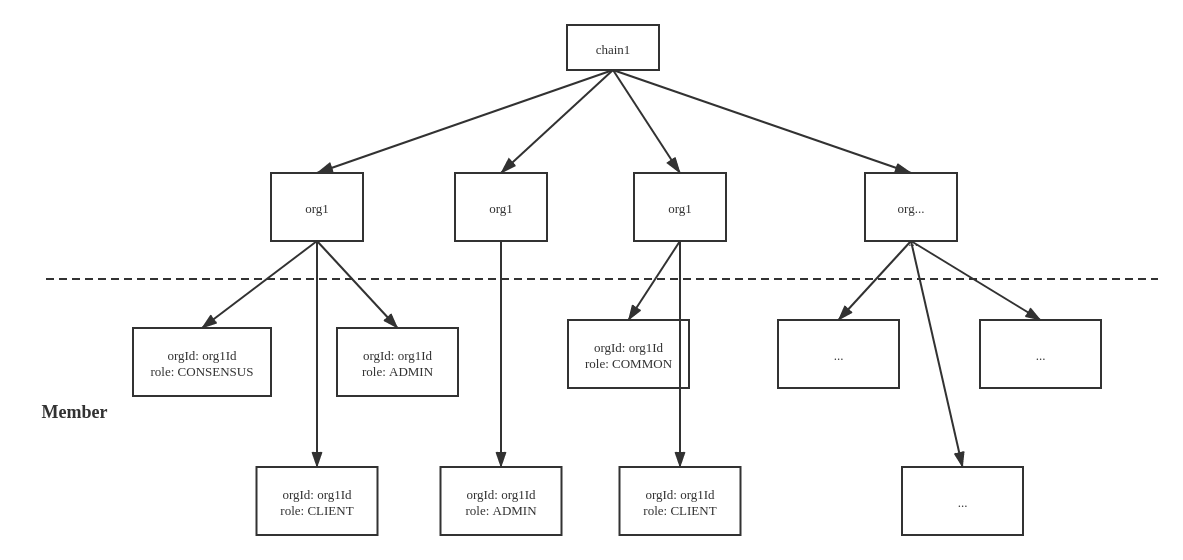 chain1
org1
org1
org1
org...
orgId: org1Id
role: CONSENSUS
orgId: org1Id
role: ADMIN
orgId: org1Id
role: COMMON
...
...
Member
orgId: org1Id
role: CLIENT
orgId: org1Id
role: ADMIN
orgId: org1Id
role: CLIENT
...